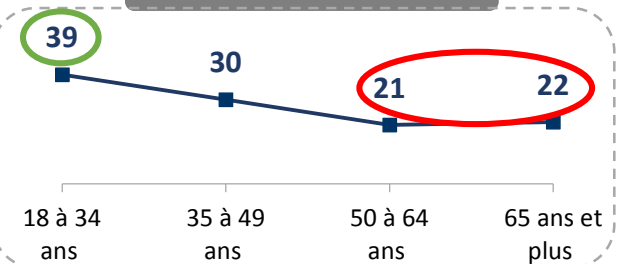 39
30
21
22
18 à 34 ans
35 à 49 ans
50 à 64 ans
65 ans et plus